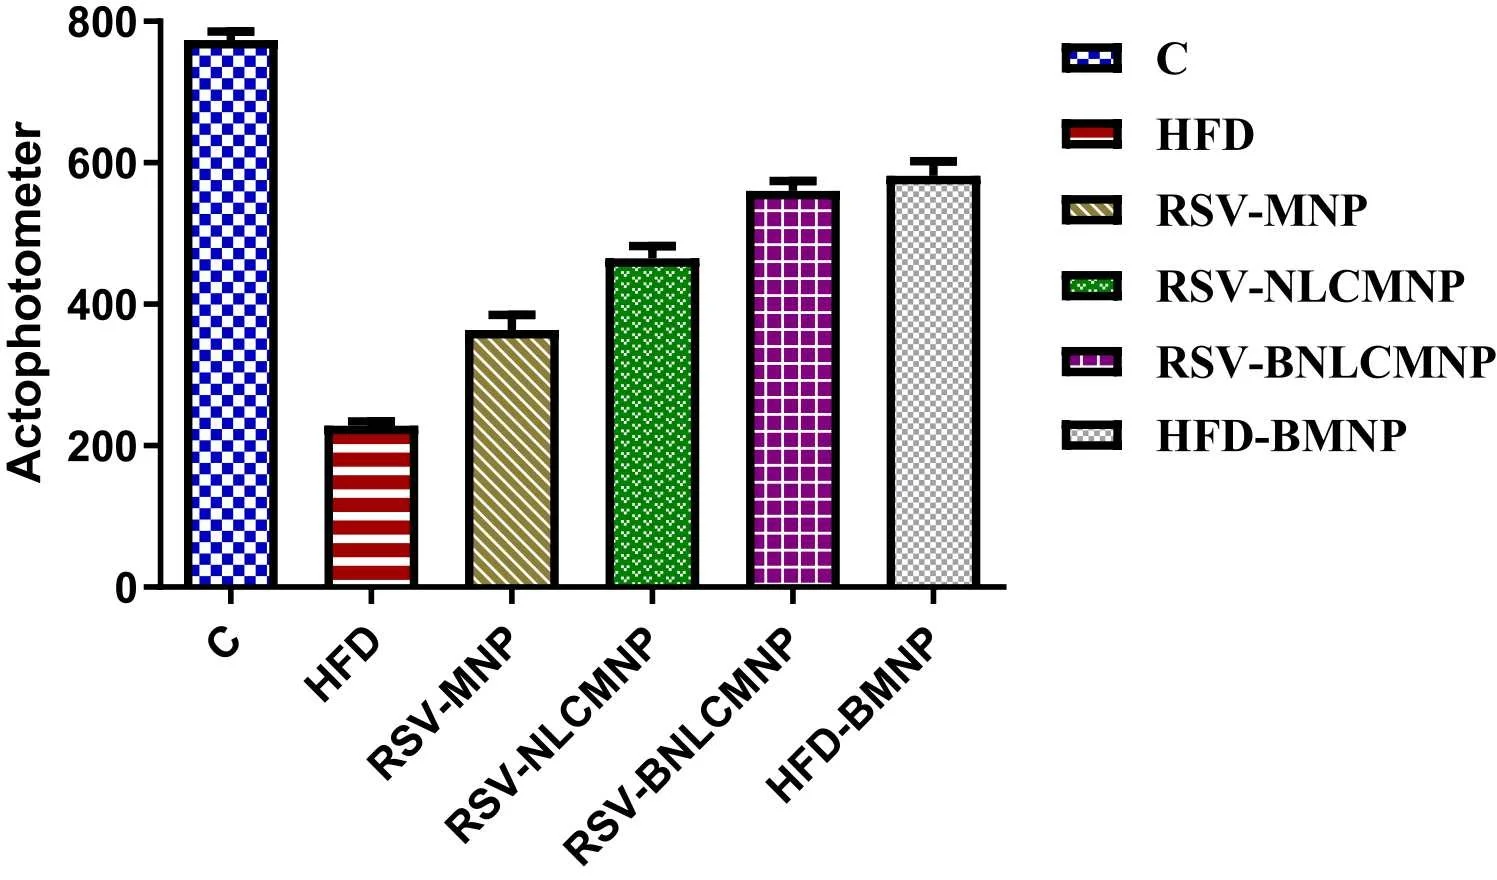 Actophotometer
800
600
400
200
0
C
HFD
RSV-MNP
RSV-NLCMNP
RSV-BNLCMNP
HFD-BMNP
C
HFD
RSV-MNP
RSV-NLCMNP
RSV-BNLCMNP
HFD-BMNP